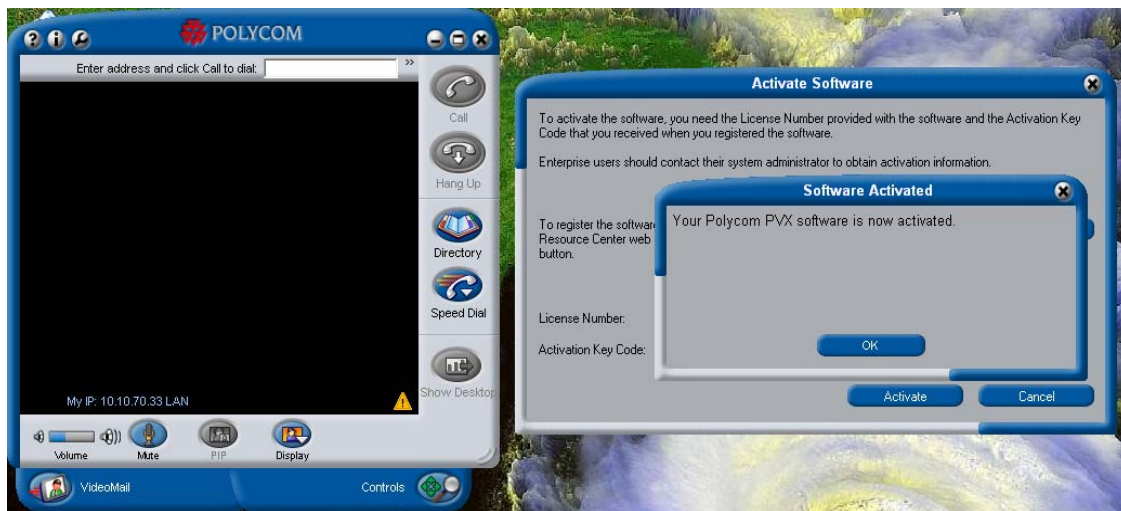 POLYCOM
Enter address and click Call to dial:
»
Call
Hang Up
Directory
Speed Dial
Show Desktop
My IP: 10.10.70.33 LAN
Volume
Mute
PIP
Display
VideoMail
Controls
Activate Software
To activate the software, you need the License Number provided with the software and the Activation Key
Code that you received when you registered the software.
Enterprise users should contact their system administrator to obtain activation information.
To register the softwar
Resource Center web
button.
License Number:
Activation Key Code:
Activate
Cancel
Software Activated
Your Polycom PVX software is now activated.
OK